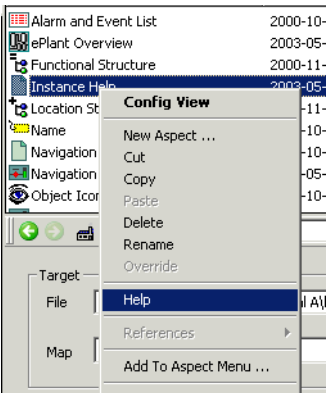 Alarm and Event List 2000-10-
ePlant Overview 2003-05-
Functional Structure 2000-11-
Instance Help 2003-05-
Location St -11-
Name -10-
Navigation -10-
Navigation -05-
Object Icor -10-
Config View
New Aspect ...
Cut
Copy
Paste
Delete
Rename
Override
Help
References
Add To Aspect Menu ...
Target
File l A\
Map